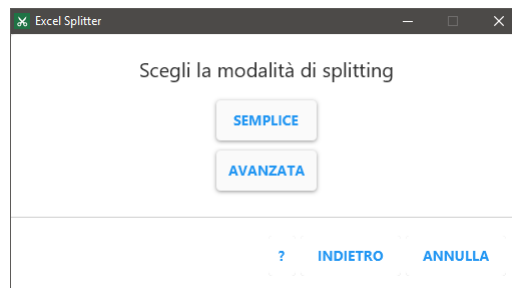 Excel Splitter
Scegli la modalità di splitting
SEMPLICE
AVANZATA
? INDIETRO ANNULLA